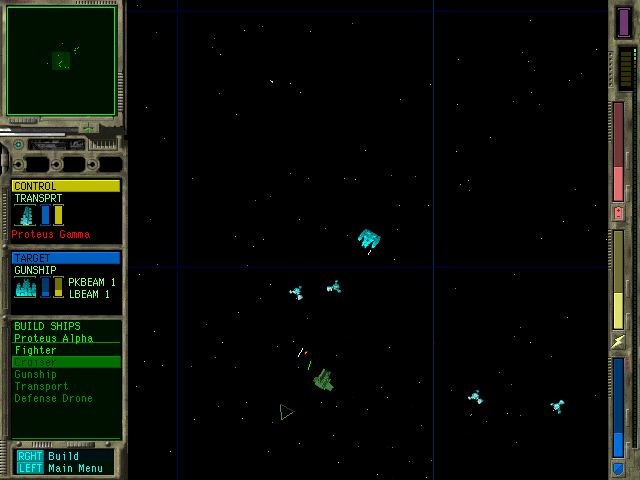 CONTROL
TRANSPRT
Proteus Gamma
TARGET
GUNSHIP
PKBEAM 1
LBEAM 1
BUILD SHIPS
Proteus Alpha
Fighter
Cruiser
Gunship
Transport
Defense Drone
RGHT Build
LEFT Main Menu